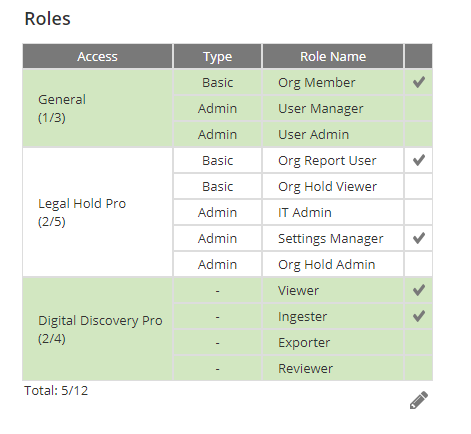 Roles
Access Type Role Name
General
(1/3)
Basic Org Member
Admin User Manager
Admin User Admin
Legal Hold Pro
(2/5)
Basic Org Report User
Basic Org Hold Viewer
Admin IT Admin
Admin Settings Manager
Admin Org Hold Admin
Digital Discovery Pro
(2/4)
- Viewer
- Ingester
- Exporter
- Reviewer
Total: 5/12